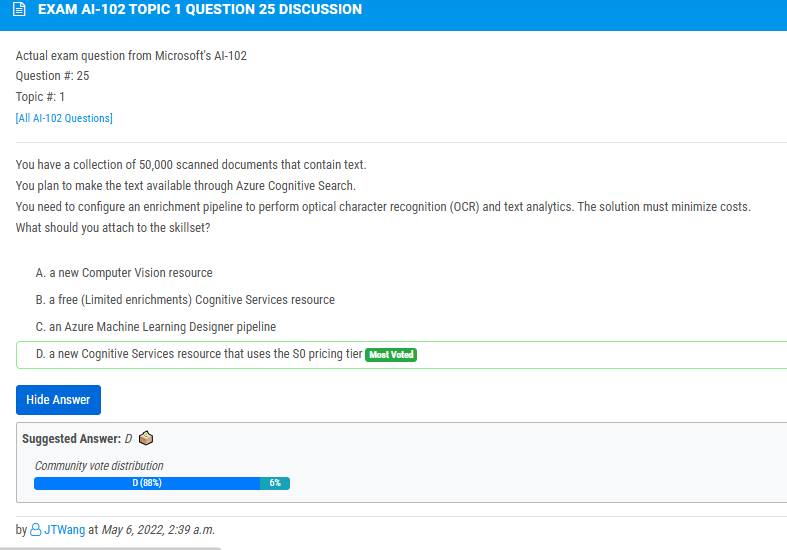 EXAM AI-102 TOPIC 1 QUESTION 25 DISCUSSION
Actual exam question from Microsoft's AI-102
Question #: 25
Topic #: 1
[All AI-102 Questions]
You have a collection of 50,000 scanned documents that contain text.
You plan to make the text available through Azure Cognitive Search.
You need to configure an enrichment pipeline to perform optical character recognition (OCR) and text analytics. The solution must minimize costs.
What should you attach to the skillset?
A. a new Computer Vision resource
B. a free (Limited enrichments) Cognitive Services resource
C. an Azure Machine Learning Designer pipeline
D. a new Cognitive Services resource that uses the S0 pricing tier Most Voted
Hide Answer
Suggested Answer: D
Community vote distribution
D (88%) 6%
by JTWang at May 6, 2022, 2:39 a.m.